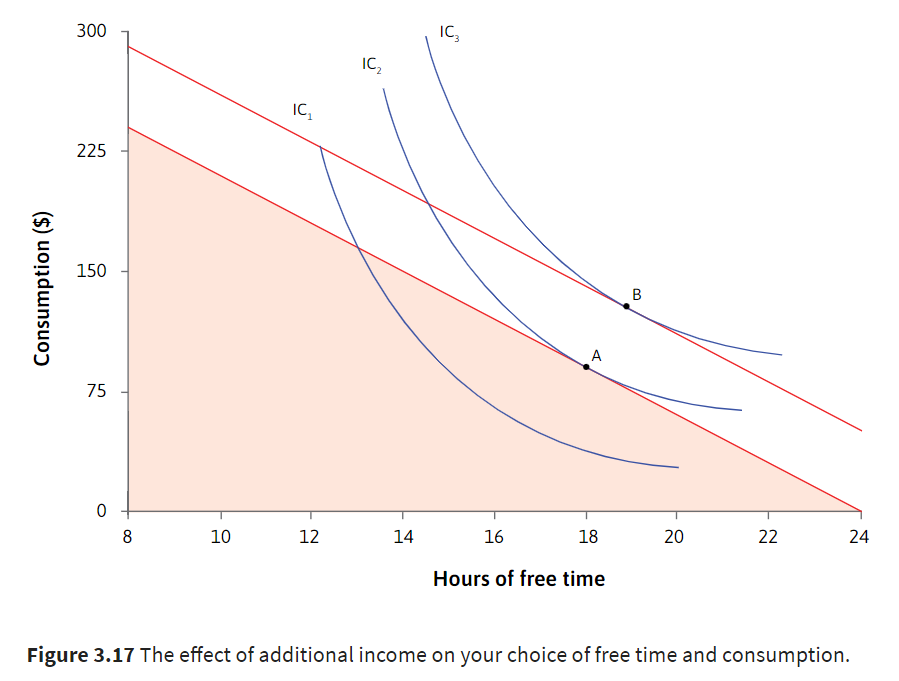 300
IC3
IC2
IC1
225
150
B
A
75
0
8 10 12 14 16 18 20 22 24
Consumption ($)
Hours of free time
Figure 3.17 The effect of additional income on your choice of free time and consumption.